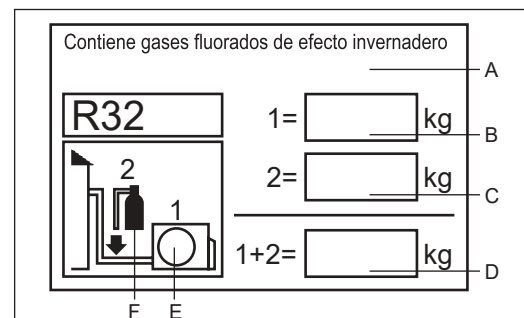 Contiene gases fluorados de efecto invernadero
A
R32
1= kg
B
2
2= kg
C
1
1+2= kg
D
F E